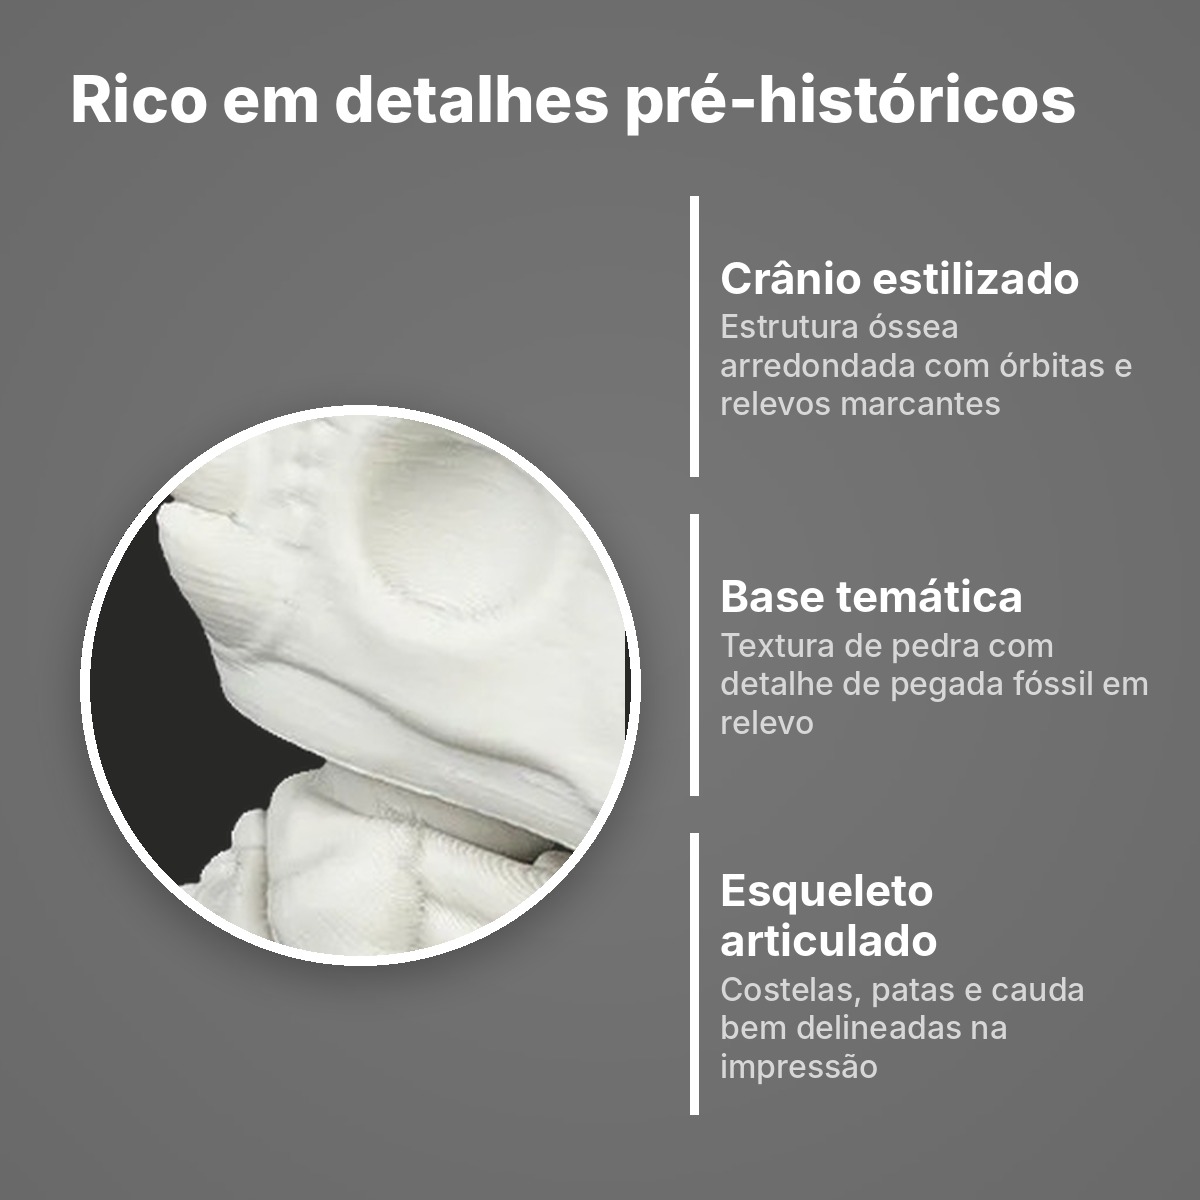 Rico em detalhes pré-históricos
Crânio estilizado
Estrutura óssea
arredondada com órbitas e
relevos marcantes
Base temática
Textura de pedra com
detalhe de pegada fóssil em
relevo
Esqueleto
articulado
Costelas, patas e cauda
bem delineadas na
impressão